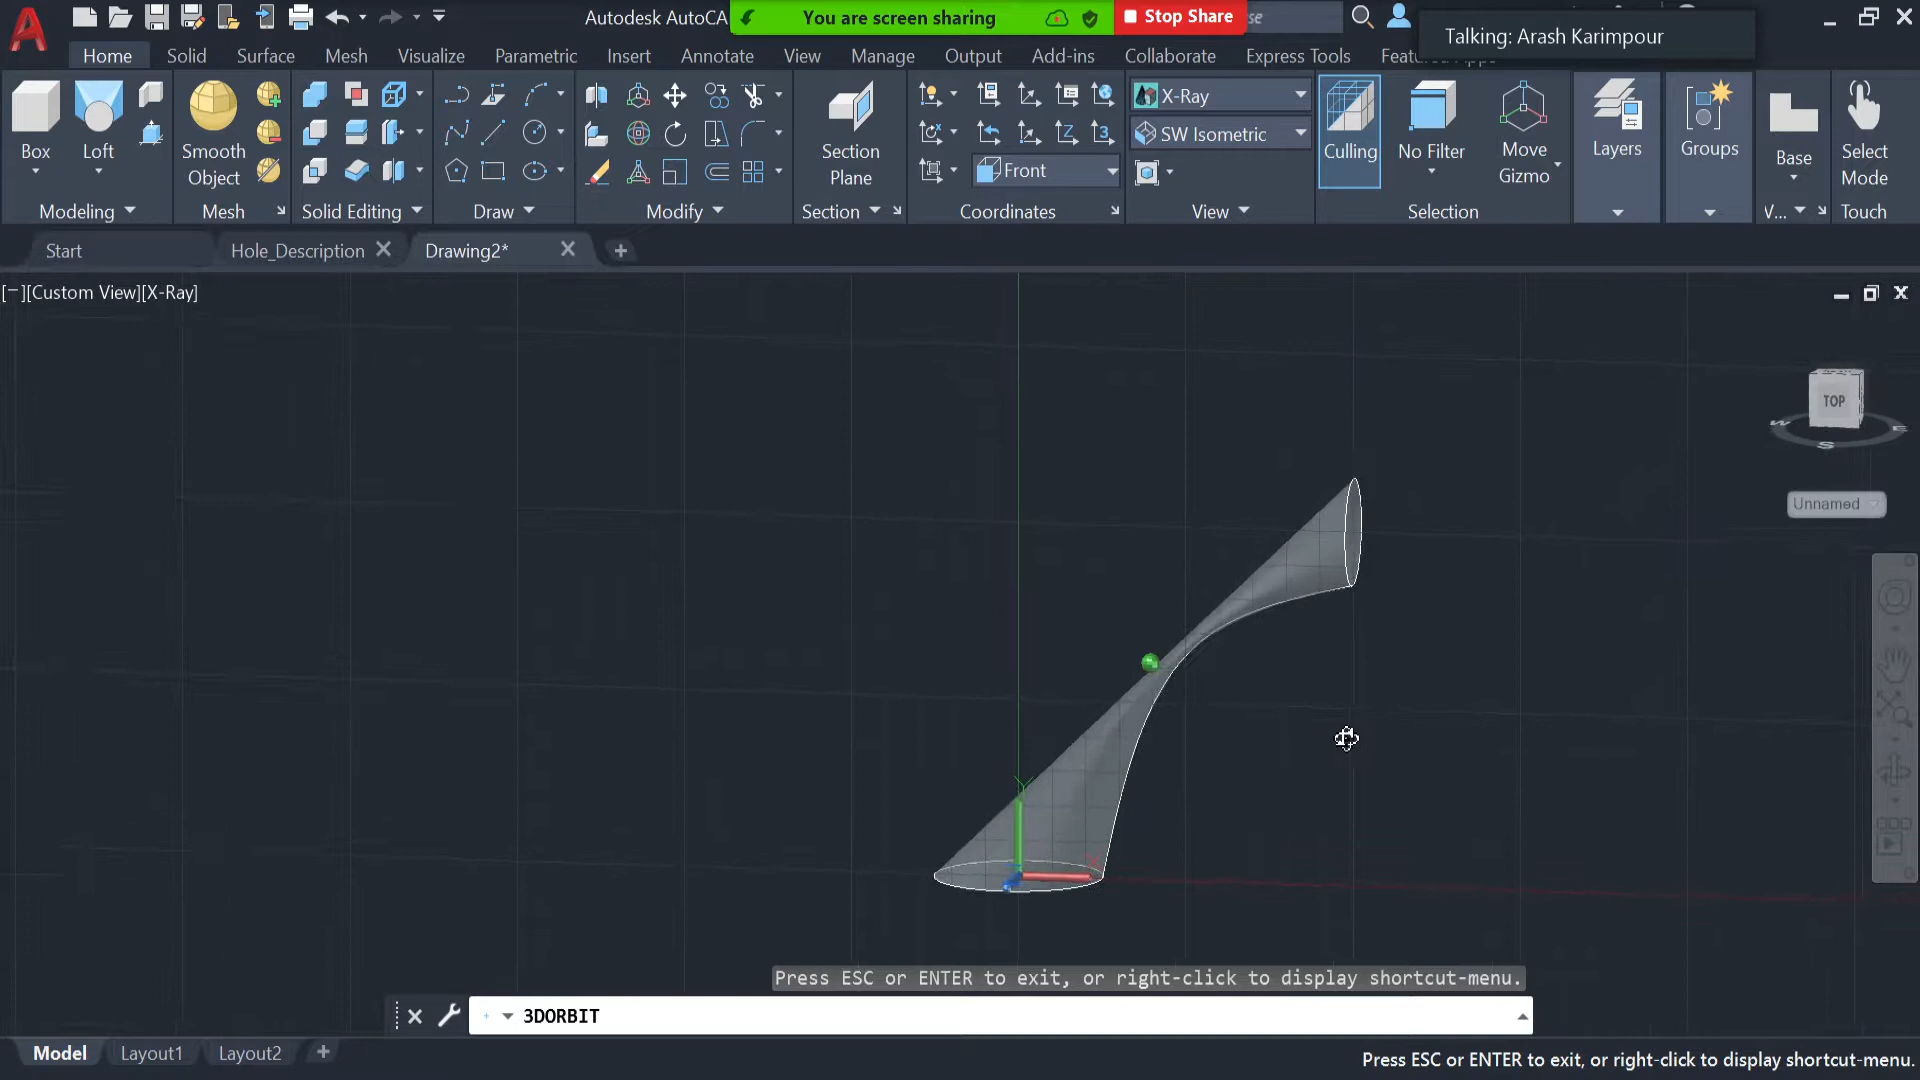 Autodesk AutoCA
You are screen sharing
Stop Share
se
Talking: Arash Karimpour
Home
Solid
Surface
Mesh
Visualize
Parametric
Insert
Annotate
View
Manage
Output
Add-ins
Collaborate
Express Tools
Featured Apps
Box
Loft
Smooth
Object
Section
Plane
Front
X-Ray
SW Isometric
Culling
No Filter
Move
Gizmo
Layers
Groups
Base
Select
Mode
Modeling
Mesh
Solid Editing
Draw
Modify
Section
Coordinates
View
Selection
V...
Touch
Start
Hole_Description
Drawing2*
[−][Custom View][X-Ray]
TOP
W
S
E
Unnamed
Y
X
Press ESC or ENTER to exit, or right-click to display shortcut-menu.
3DORBIT
Model
Layout1
Layout2
Press ESC or ENTER to exit, or right-click to display shortcut-menu.